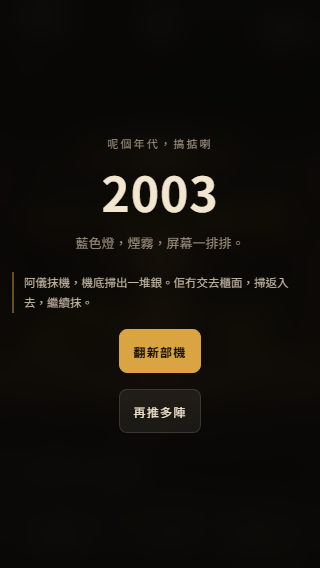 呢個年代，搞掂喇
2003
藍色燈，煙霧，屏幕一排排。
阿儀抹機，機底掃出一堆銀。佢冇交去櫃面，掃返入
去，繼續抹。
翻新部機
再推多陣